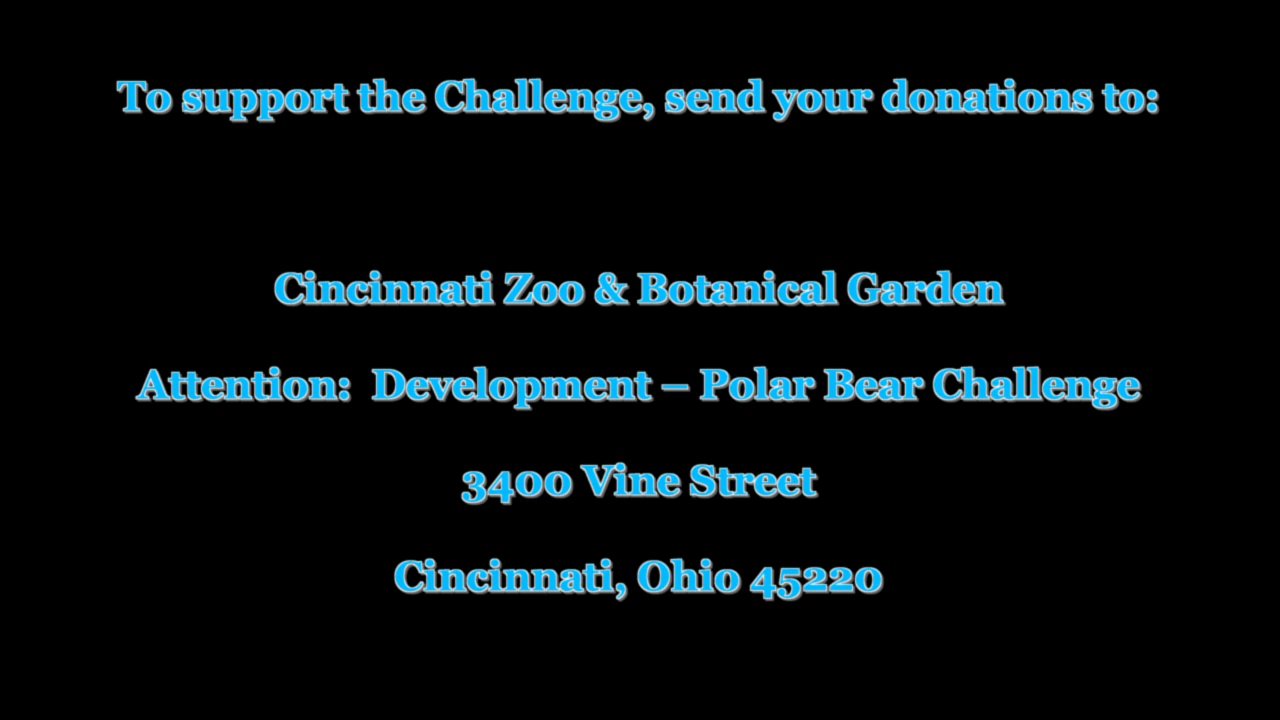 To support the Challenge, send your donations to:
Cincinnati Zoo & Botanical Garden
Attention:  Development – Polar Bear Challenge
3400 Vine Street
Cincinnati, Ohio 45220